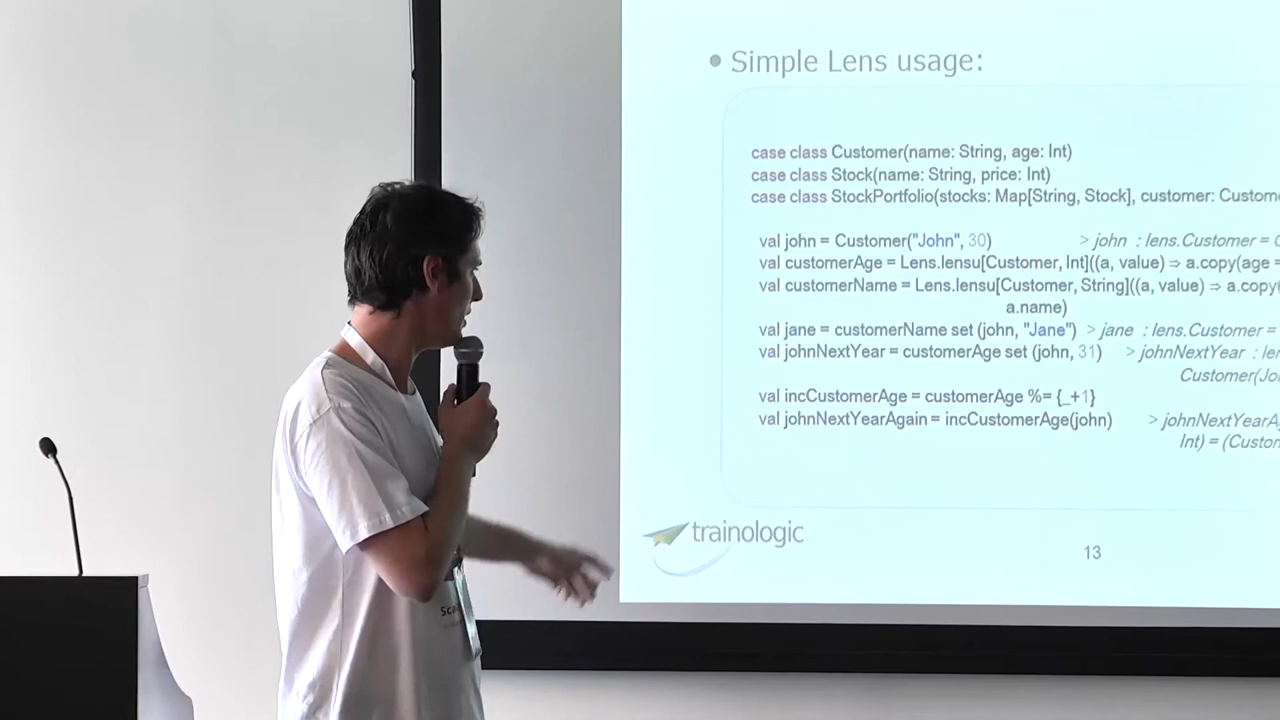 • Simple Lens usage:
case class Customer(name: String, age: Int)
case class Stock(name: String, price: Int)
case class StockPortfolio(stocks: Map[String, Stock], customer: Custom
val john = Customer("John", 30) > john : lens.Customer = C
val customerAge = Lens.lensu[Customer, Int]((a, value) ⇒ a.copy(age =
val customerName = Lens.lensu[Customer, String]((a, value) ⇒ a.copy(
a.name)
val jane = customerName set (john, "Jane") > jane : lens.Customer =
val johnNextYear = customerAge set (john, 31) > johnNextYear : len
Customer(Joh
val incCustomerAge = customerAge %= {_+1}
val johnNextYearAgain = incCustomerAge(john) > johnNextYearA
Int) = (Custon
trainologic
13